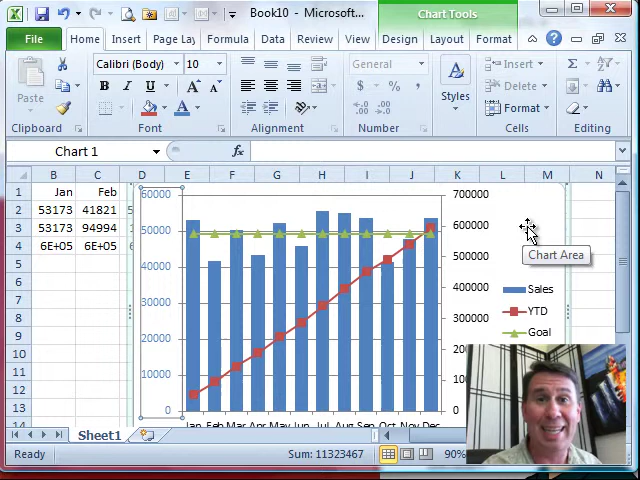 Book10 - Microsoft...
Chart Tools
File
Home
Insert
Page
Formula
Data
Review
View
Design
Layout
Format
Calibri (Body)
10
General
Insert
Delete
Format
Paste
Styles
Clipboard
Font
Alignment
Number
Cells
Editing
Chart 1
fx
B C D E F G H I J K L M N
1 Jan Feb
2 53173 41821
3 53173 94994
4 6E+05 6E+05
5
6
7
8
9
10
11
12
13
14
60000
50000
40000
30000
20000
10000
0
700000
600000
500000
400000
300000
0
Chart Area
Sales
YTD
Goal
Jan Feb Mar Apr May Jun Jul Aug Sep Oct Nov Dec
Sheet1
Ready
Sum: 11323467
90%